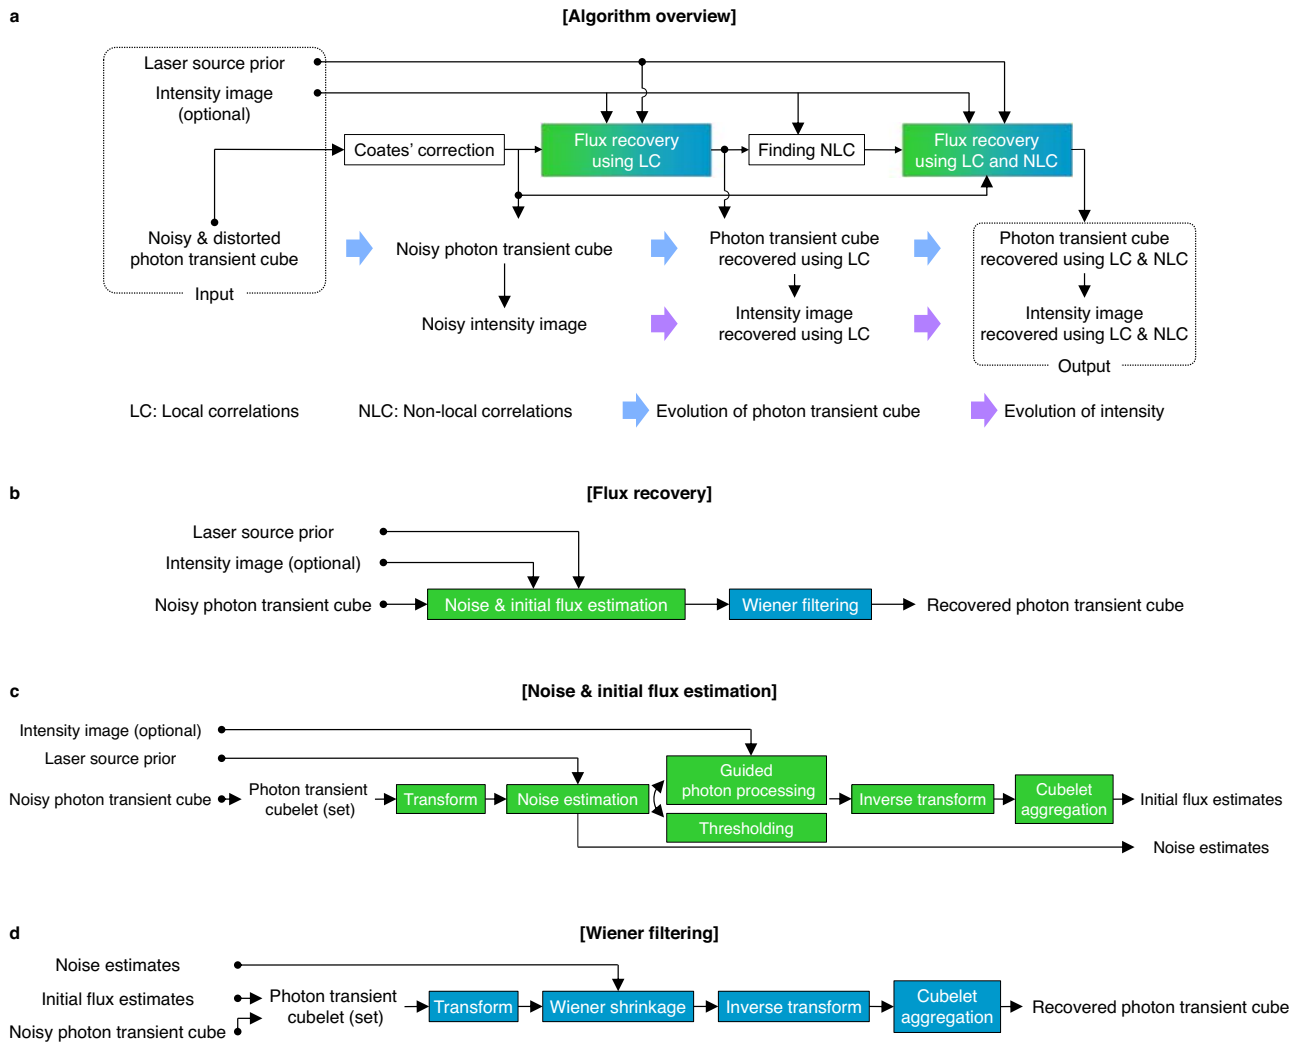 a
[Algorithm overview]
Laser source prior
Intensity image
(optional)
Coates' correction
Flux recovery
using LC
Finding NLC
Flux recovery
using LC and NLC
Noisy & distorted
photon transient cube
Input
Noisy photon transient cube
Photon transient cube
recovered using LC
Photon transient cube
recovered using LC & NLC
Noisy intensity image
Intensity image
recovered using LC
Intensity image
recovered using LC & NLC
Output
LC: Local correlations
NLC: Non-local correlations
Evolution of photon transient cube
Evolution of intensity
b
[Flux recovery]
Laser source prior
Intensity image (optional)
Noisy photon transient cube
Noise & initial flux estimation
Wiener filtering
Recovered photon transient cube
c
[Noise & initial flux estimation]
Intensity image (optional)
Laser source prior
Noisy photon transient cube
Photon transient
cubelet (set)
Transform
Noise estimation
Guided
photon processing
Thresholding
Inverse transform
Cubelet
aggregation
Initial flux estimates
Noise estimates
d
[Wiener filtering]
Noise estimates
Initial flux estimates
Noisy photon transient cube
Photon transient
cubelet (set)
Transform
Wiener shrinkage
Inverse transform
Cubelet
aggregation
Recovered photon transient cube